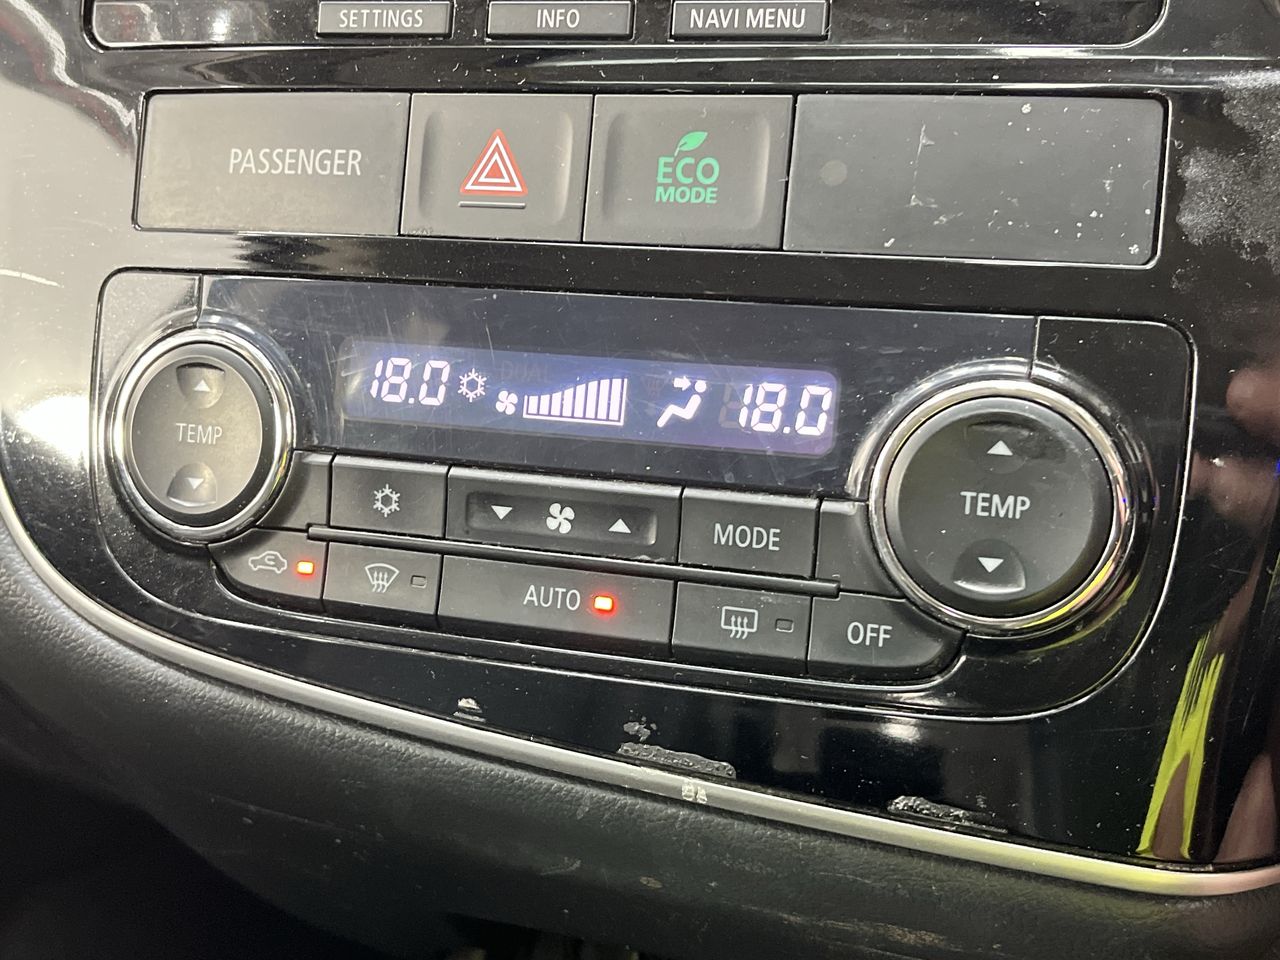 SETTINGS
INFO
NAVI MENU
PASSENGER
ECO
MODE
18.0
18.0
TEMP
TEMP
MODE
AUTO
OFF